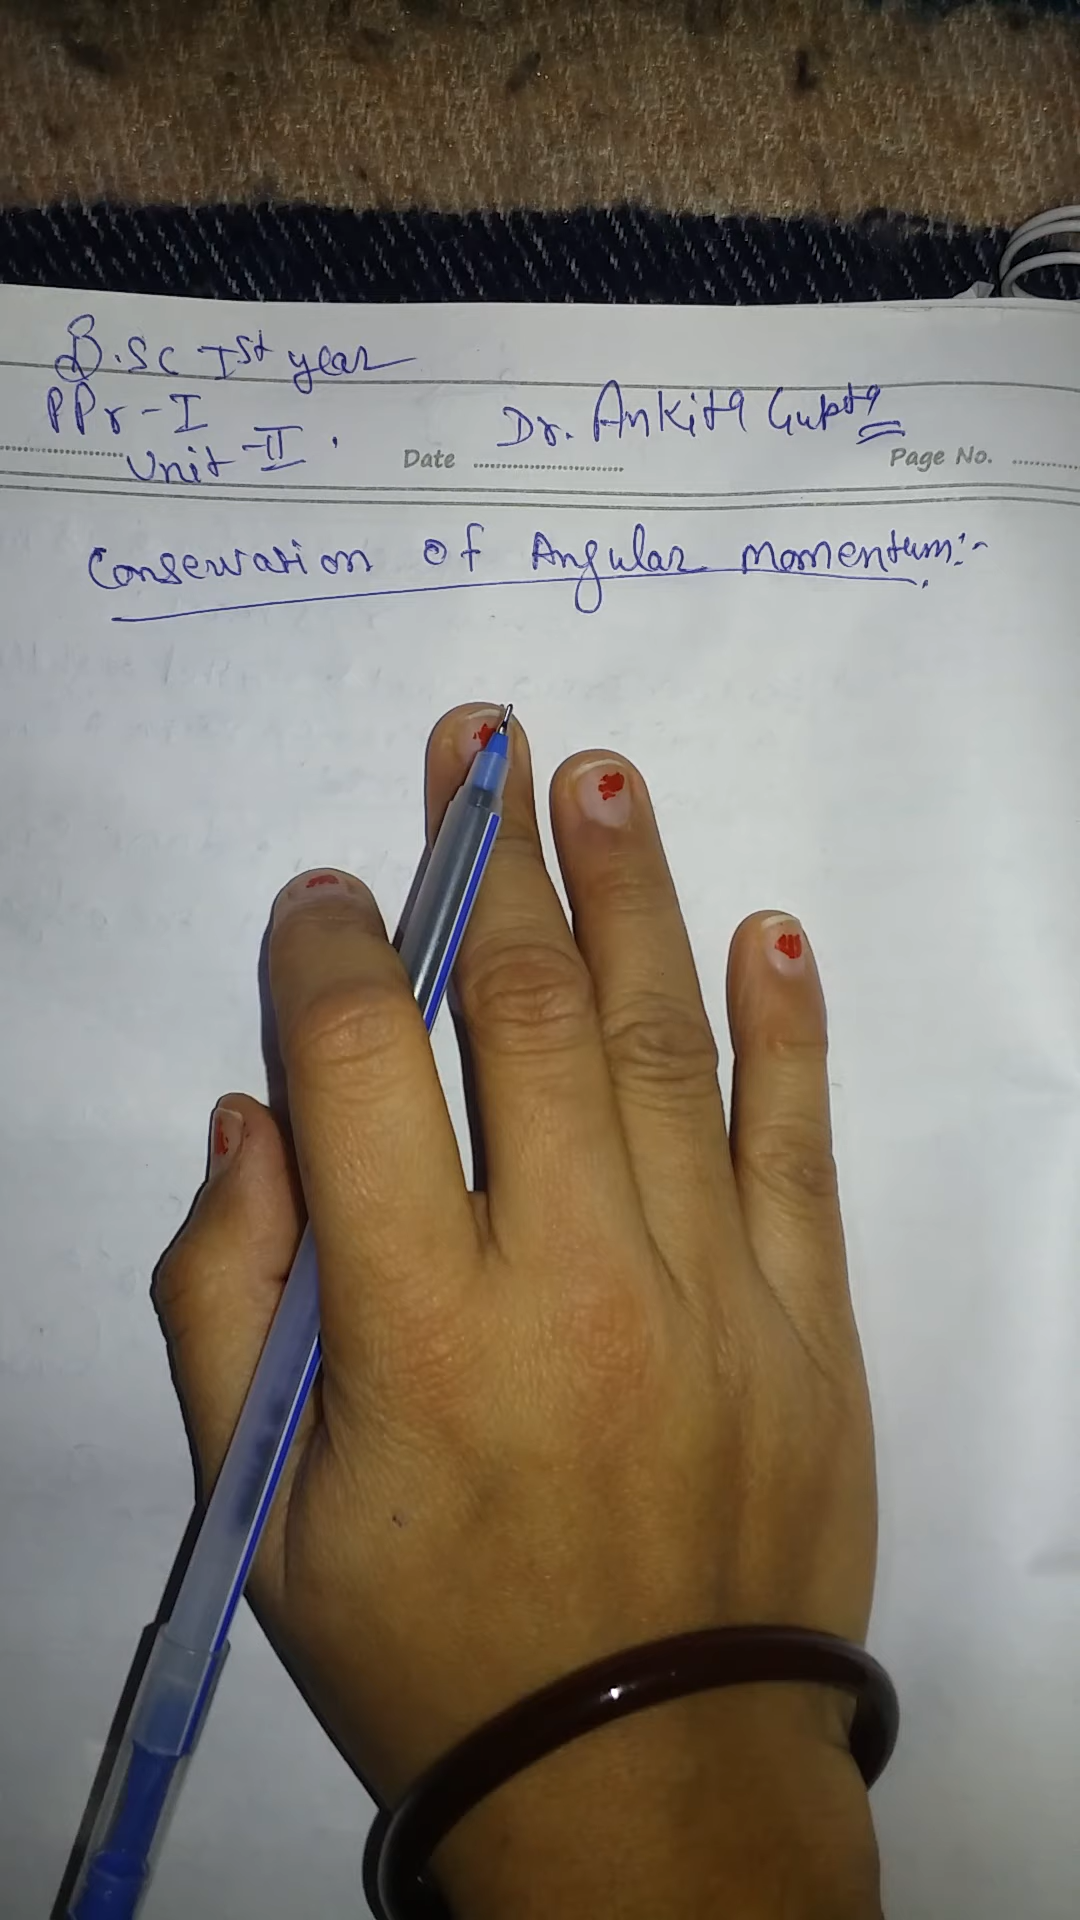 B.Sc Ist year
PPr-I
Unit-II.
Dr. Ankita Gupta
Date
Page No.
Conservation of Angular momentum:-